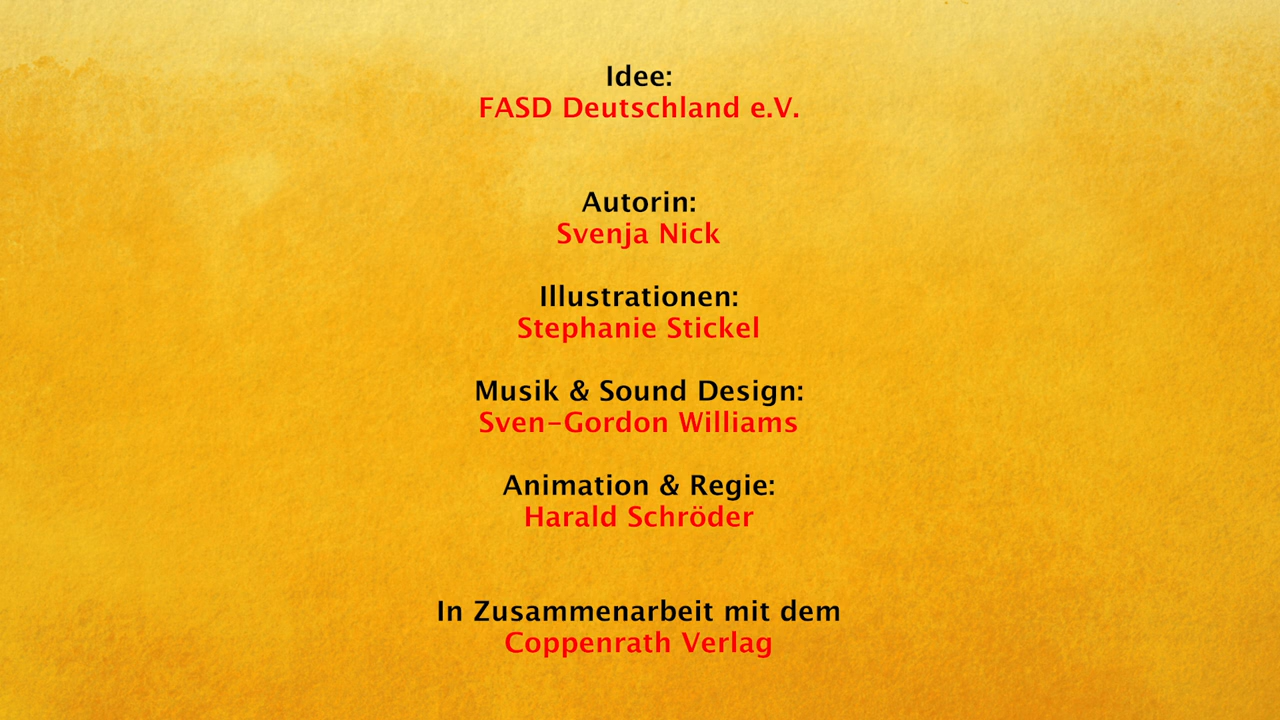 Idee:
FASD Deutschland e.V.
Autorin:
Svenja Nick
Illustrationen:
Stephanie Stickel
Musik & Sound Design:
Sven-Gordon Williams
Animation & Regie:
Harald Schröder
In Zusammenarbeit mit dem
Coppenrath Verlag